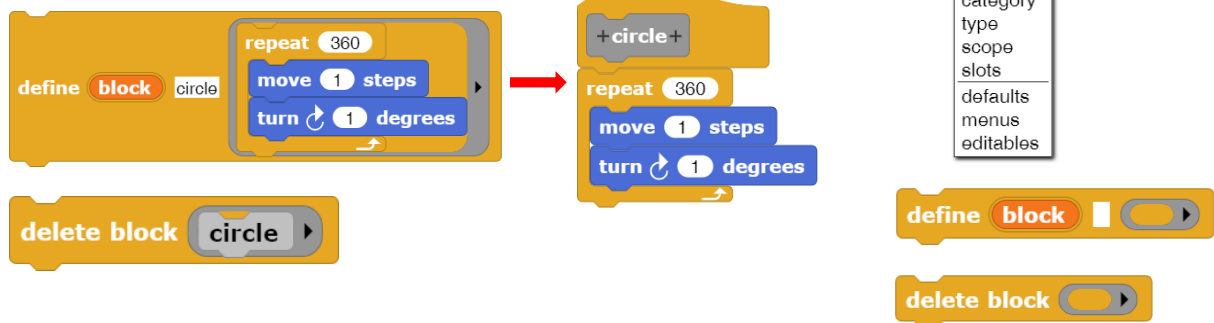 define block circle
repeat 360
move 1 steps
turn 1 degrees
delete block circle
+circle+
repeat 360
move 1 steps
turn 1 degrees
category
type
scope
slots
defaults
menus
editables
define block
delete block